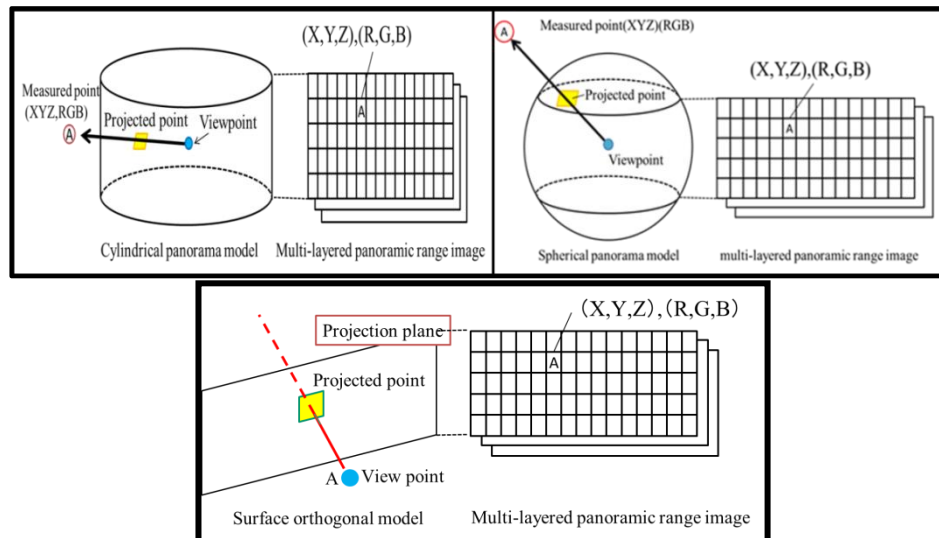 (X,Y,Z),(R,G,B)
Measured point
(XYZ,RGB)
A
Projected point
Viewpoint
A
Cylindrical panorama model
Multi-layered panoramic range image
Measured point(XYZ)(RGB)
A
(X,Y,Z),(R,G,B)
Projected point
A
Viewpoint
Spherical panorama model
multi-layered panoramic range image
(X,Y,Z),(R,G,B)
Projection plane
A
Projected point
A
View point
Surface orthogonal model
Multi-layered panoramic range image